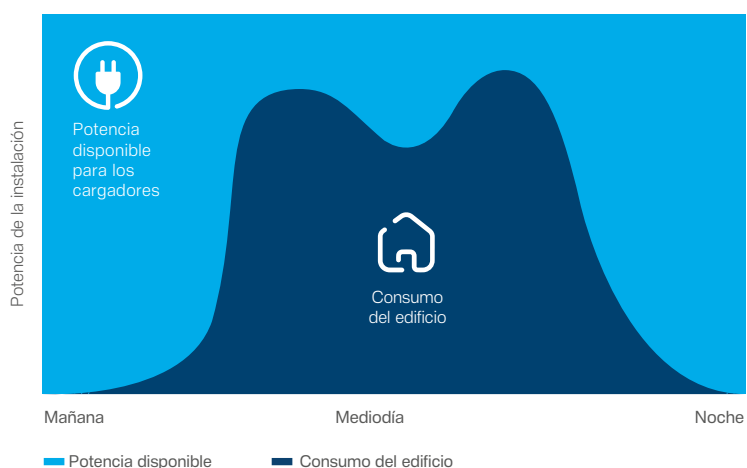 Potencia de la instalación
Potencia
disponible
para los
cargadores
Consumo
del edificio
Mañana
Mediodía
Noche
Potencia disponible
Consumo del edificio